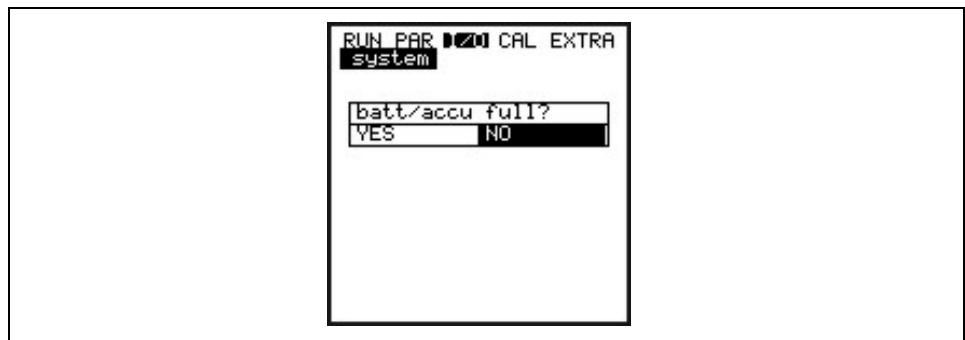 RUN PAR I/O CAL EXTRA
system
batt/accu full?
YES NO